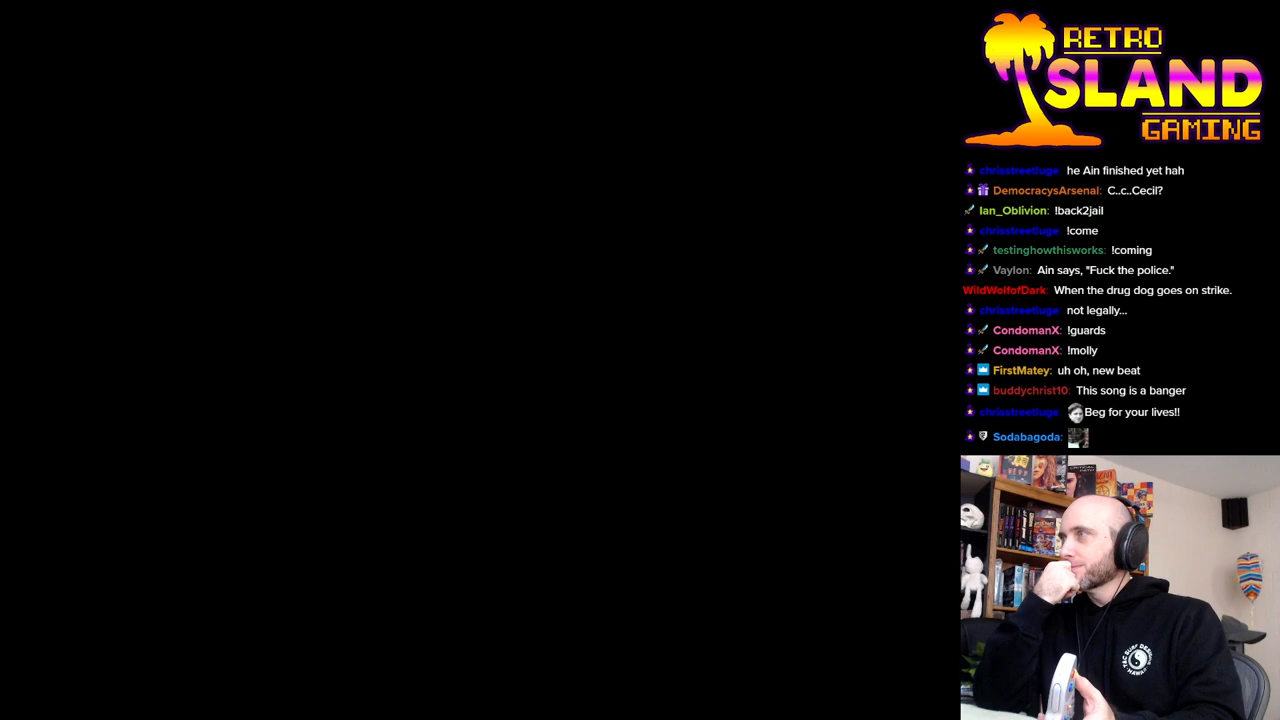 RETRO
ISLAND
GAMING
chrisstreetluge: he Ain finished yet hah
DemocracysArsenal: C..c..Cecil?
Ian_Oblivion: !back2jail
chrisstreetluge: !come
testinghowthisworks: !coming
Vaylon: Ain says, "Fuck the police."
WildWolfofDark: When the drug dog goes on strike.
chrisstreetluge: not legally...
CondomanX: !guards
CondomanX: !molly
FirstMatey: uh oh, new beat
buddychrist10: This song is a banger
chrisstreetluge: Beg for your lives!!
Sodabagoda: